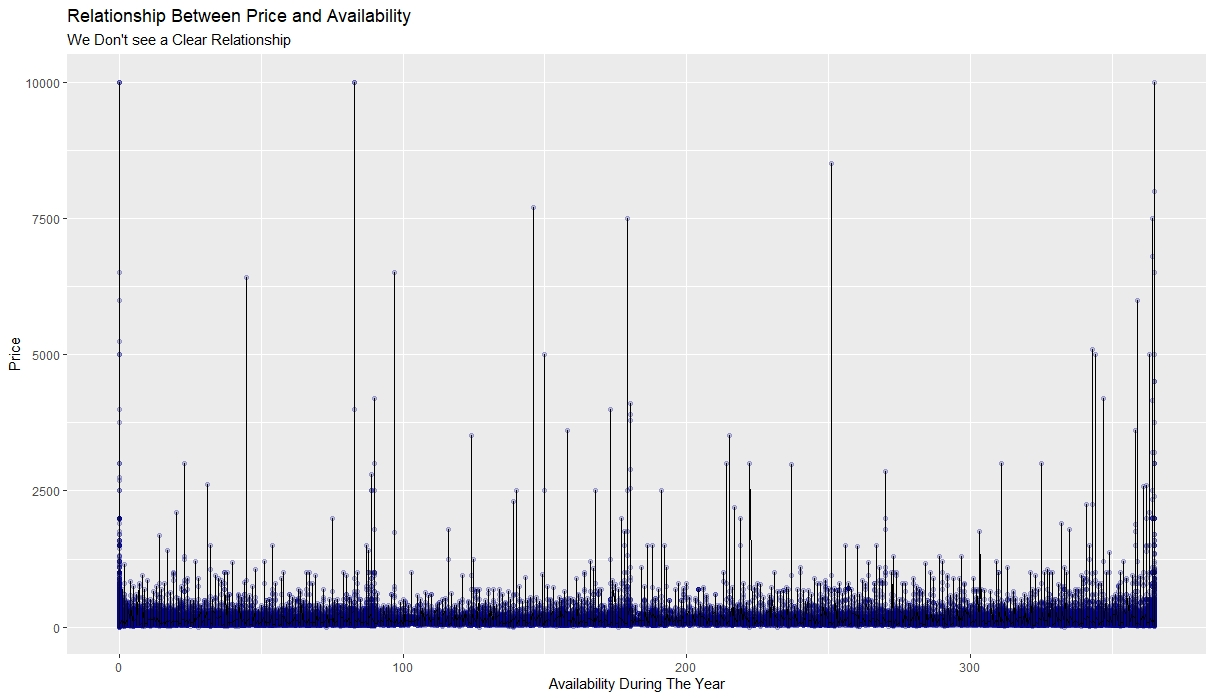 Relationship Between Price and Availability
We Don't see a Clear Relationship
10000
7500
5000
2500
0
Price
0 100 200 300
Availability During The Year